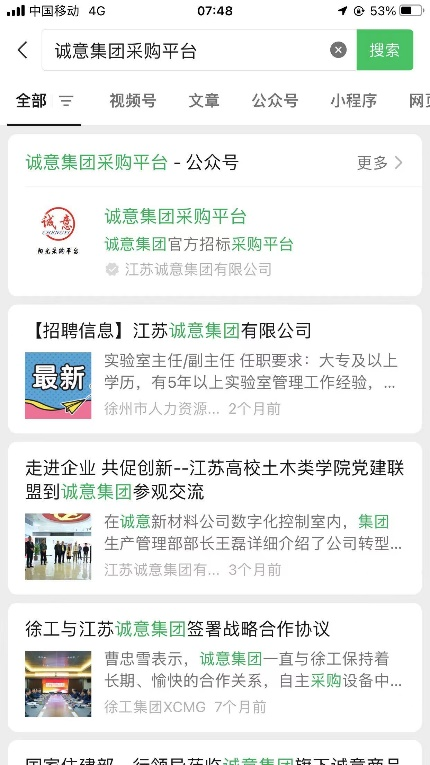 中国移动 4G 07:48 53%
诚意集团采购平台 搜索
全部 视频号 文章 公众号 小程序
诚意集团采购平台 - 公众号 更多
诚意集团采购平台
诚意
阳光采购平台
诚意集团官方招标采购平台
江苏诚意集团有限公司
【招聘信息】江苏诚意集团有限公司
最新
实验室主任/副主任 任职要求：大专及以上
学历，有5年以上实验室管理工作经验，...
徐州市人力资源... 2个月前
走进企业 共促创新--江苏高校土木类学院党建联
盟到诚意集团参观交流
在诚意新材料公司数字化控制室内，集团
生产管理部部长王磊详细介绍了公司转型...
江苏诚意集团有... 3个月前
徐工与江苏诚意集团签署战略合作协议
曹忠雪表示，诚意集团一直与徐工保持着
长期、愉快的合作关系，自主采购设备中...
徐工集团XCMG 7个月前